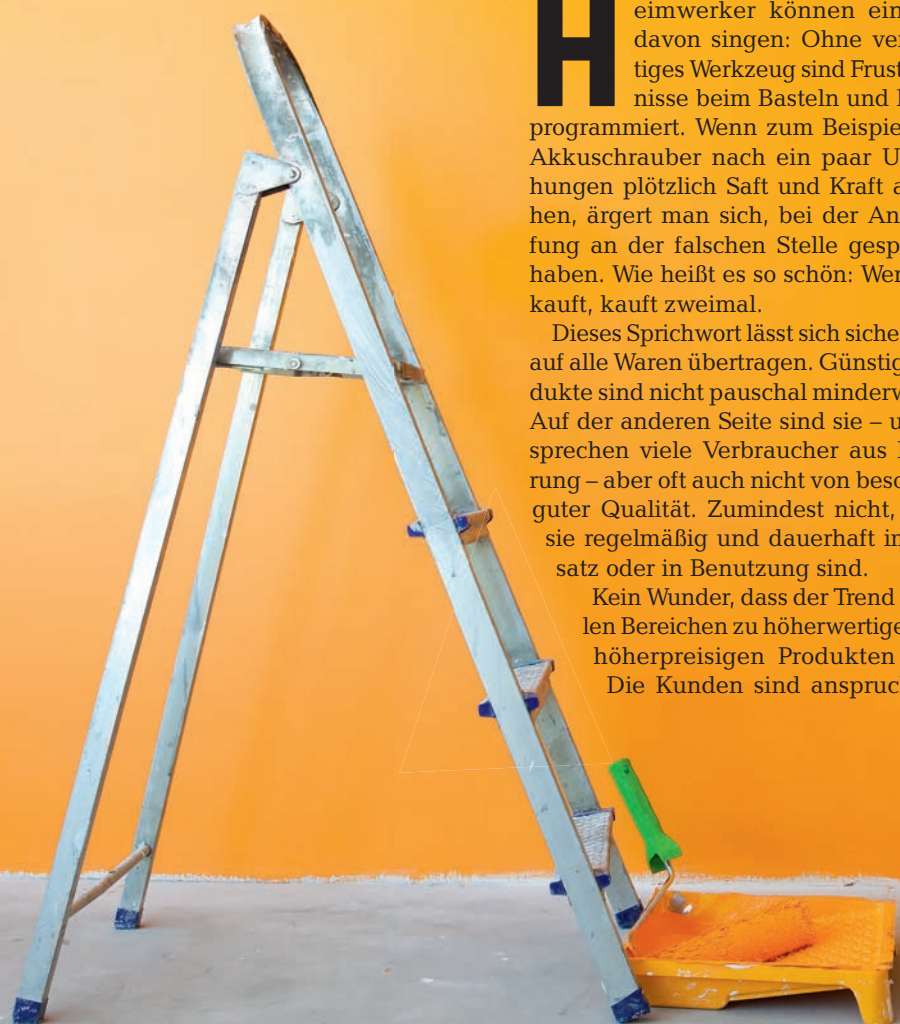 Heimwerker können ein
davon singen: Ohne ver
tiges Werkzeug sind Frust
nisse beim Basteln und
programmiert. Wenn zum Beispie
Akkuschrauber nach ein paar U
hungen plötzlich Saft und Kraft a
hen, ärgert man sich, bei der An
fung an der falschen Stelle gesp
haben. Wie heißt es so schön: Wer
kauft, kauft zweimal.
Dieses Sprichwort lässt sich siche
auf alle Waren übertragen. Günstig
dukte sind nicht pauschal minderw
Auf der anderen Seite sind sie – u
sprechen viele Verbraucher aus
rung – aber oft auch nicht von beso
guter Qualität. Zumindest nicht,
sie regelmäßig und dauerhaft in
satz oder in Benutzung sind.
Kein Wunder, dass der Trend
len Bereichen zu höherwertige
höherpreisigen Produkten
Die Kunden sind anspruc